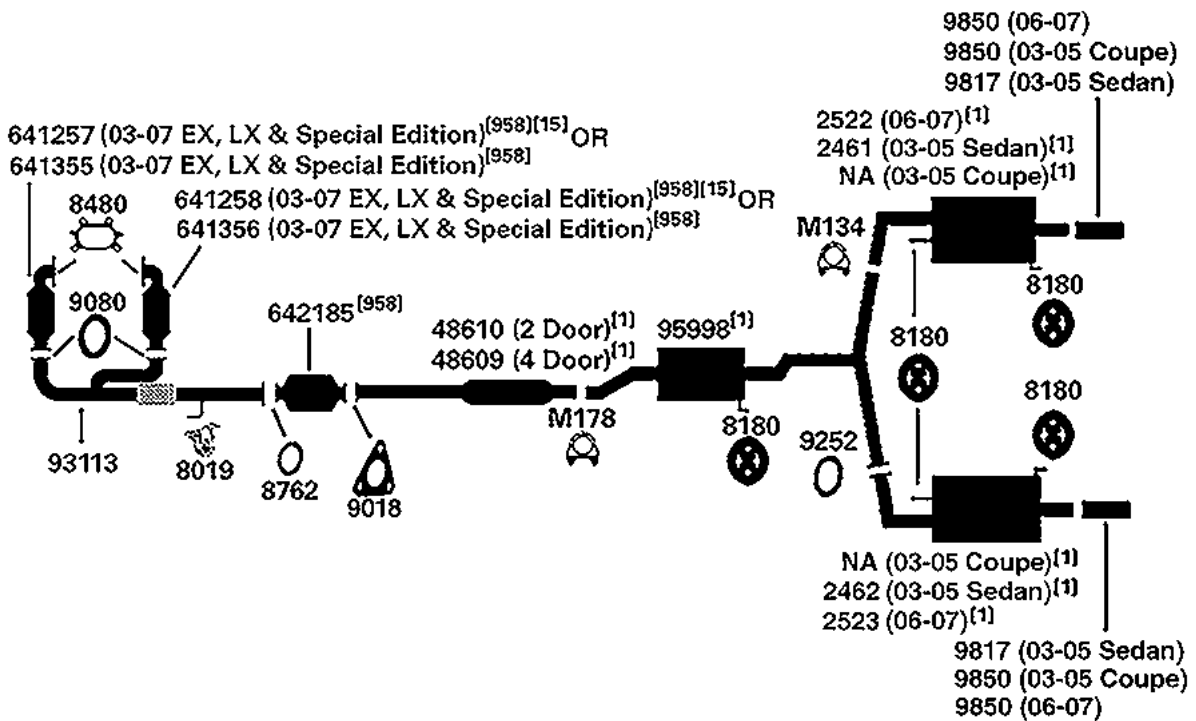 9850 (06-07)
9850 (03-05 Coupe)
9817 (03-05 Sedan)
641257 (03-07 EX, LX & Special Edition)[958][15] OR
641355 (03-07 EX, LX & Special Edition)[958]
2522 (06-07)[1]
2461 (03-05 Sedan)[1]
NA (03-05 Coupe)[1]
8480
641258 (03-07 EX, LX & Special Edition)[958][15] OR
641356 (03-07 EX, LX & Special Edition)[958]
M134
8180
9080
642185[958]
48610 (2 Door)[1]
48609 (4 Door)[1]
95998[1]
8180
8180
M178
8180
9252
93113
8019
8762
9018
NA (03-05 Coupe)[1]
2462 (03-05 Sedan)[1]
2523 (06-07)[1]
9817 (03-05 Sedan)
9850 (03-05 Coupe)
9850 (06-07)